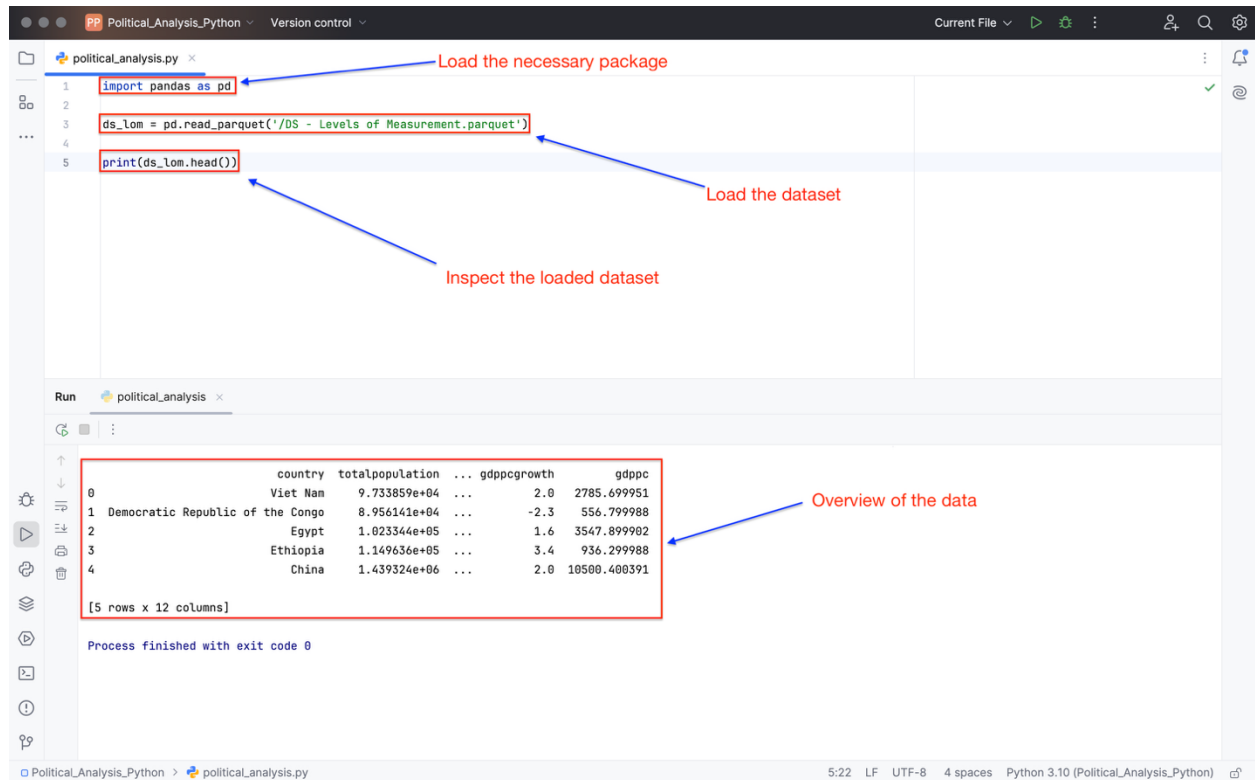 PP Political_Analysis_Python Version control Current File
political_analysis.py
Load the necessary package
1 import pandas as pd
2
3 ds_lom = pd.read_parquet('/DS - Levels of Measurement.parquet')
4
5 print(ds_lom.head())
Load the dataset
Inspect the loaded dataset
Run political_analysis
country totalpopulation ... gdppcgrowth gdppc
0 Viet Nam 9.733859e+04 ... 2.0 2785.699951
1 Democratic Republic of the Congo 8.956141e+04 ... -2.3 556.799988
2 Egypt 1.023344e+05 ... 1.6 3547.899902
3 Ethiopia 1.149636e+05 ... 3.4 936.299988
4 China 1.439324e+06 ... 2.0 10500.400391
Overview of the data
[5 rows x 12 columns]
Process finished with exit code 0
Political_Analysis_Python > political_analysis.py 5:22 LF UTF-8 4 spaces Python 3.10 (Political_Analysis_Python)